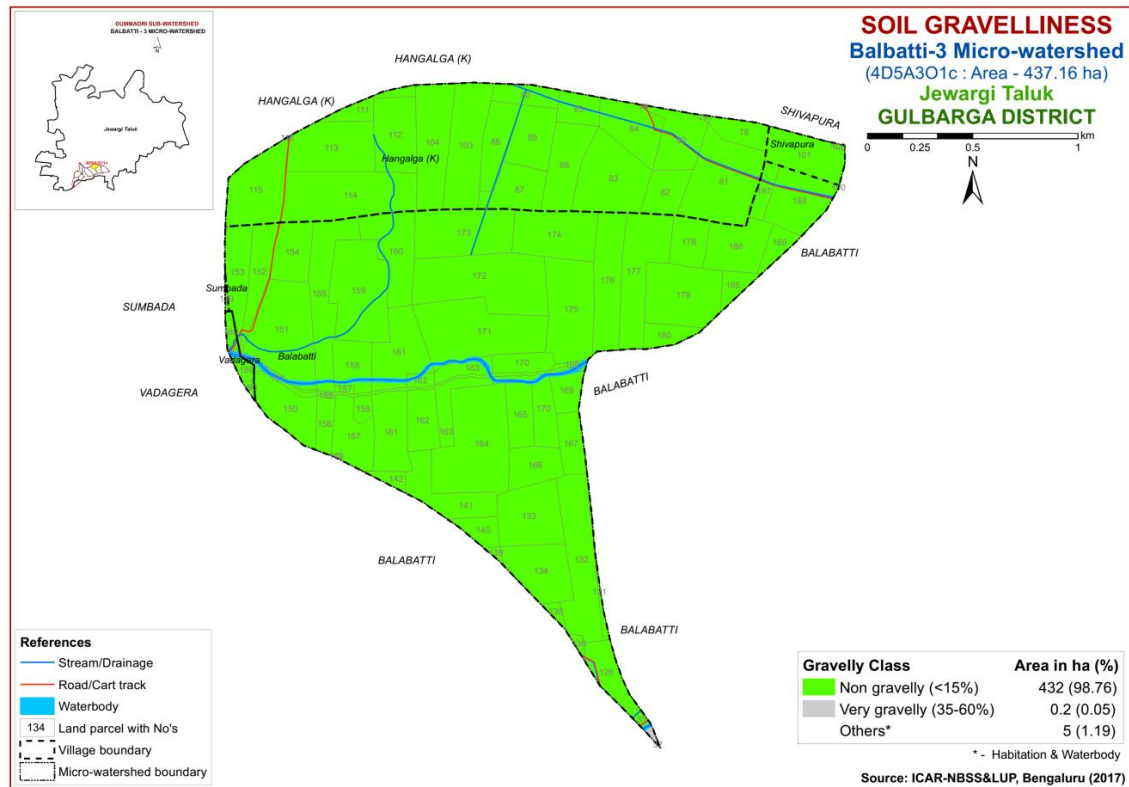 DUMMADRI SUB-WATERSHED
BALBATTI - 3 MICRO-WATERSHED
N
Jewargi Taluk
4D5A3O1c
SOIL GRAVELLINESS
Balbatti-3 Micro-watershed
(4D5A3O1c : Area - 437.16 ha)
Jewargi Taluk
GULBARGA DISTRICT
0 0.25 0.5 1
km
N
HANGALGA (K)
HANGALGA (K)
SHIVAPURA
Shivapura
Hangalga (K)
BALABATTI
SUMBADA
Sumbada
Vadagera
Balabatti
VADAGERA
BALABATTI
BALABATTI
BALABATTI
111
112
113
104
103
88
89
84
78
101
115
114
87
86
83
82
81
188
173
174
154
160
178
186
189
153
152
155
159
172
176
177
179
185
175
151
171
180
161
158
163
170
162
157
169
150
158
156
157
161
162
163
164
165
170
167
166
142
141
133
140
134
132
126
References
Stream/Drainage
Road/Cart track
Waterbody
134 Land parcel with No's
Village boundary
Micro-watershed boundary
Gravelly Class Area in ha (%)
Non gravelly (<15%) 432 (98.76)
Very gravelly (35-60%) 0.2 (0.05)
Others* 5 (1.19)
* - Habitation & Waterbody
Source: ICAR-NBSS&LUP, Bengaluru (2017)